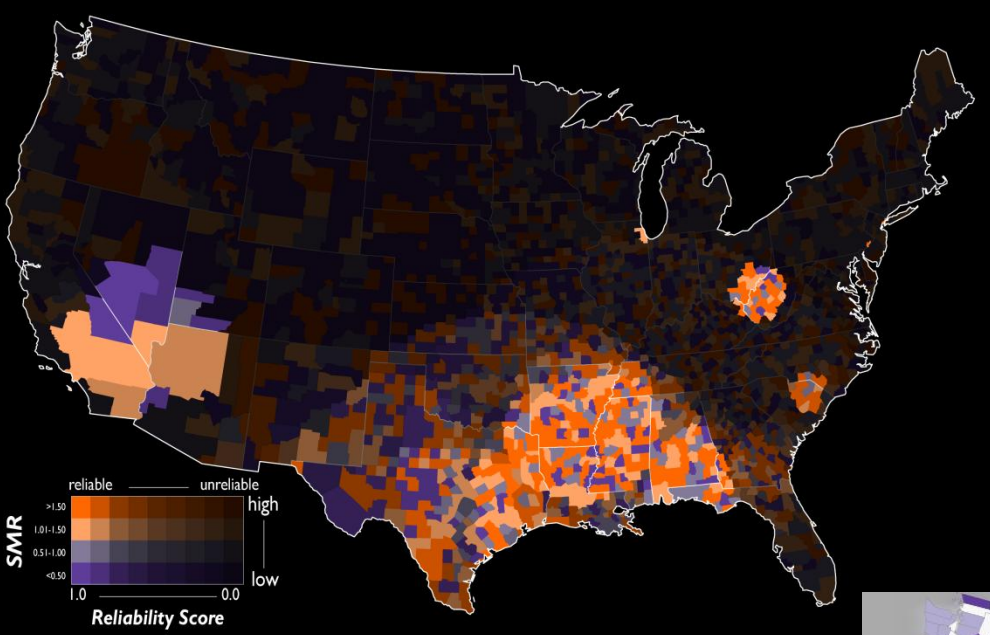 reliable unreliable
>1.50 high
1.01-1.50
0.51-1.00
<0.50 low
SMR
1.0 0.0
Reliability Score